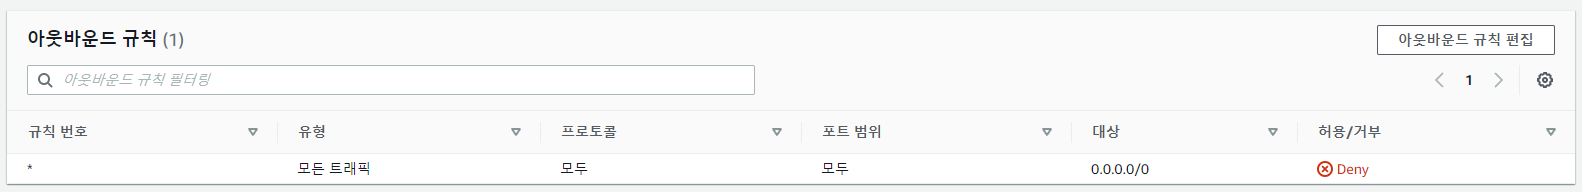 아웃바운드 규칙 (1)
아웃바운드 규칙 편집
아웃바운드 규칙 필터링
1
규칙 번호 유형 프로토콜 포트 범위 대상 허용/거부
* 모든 트래픽 모두 모두 0.0.0.0/0 Deny